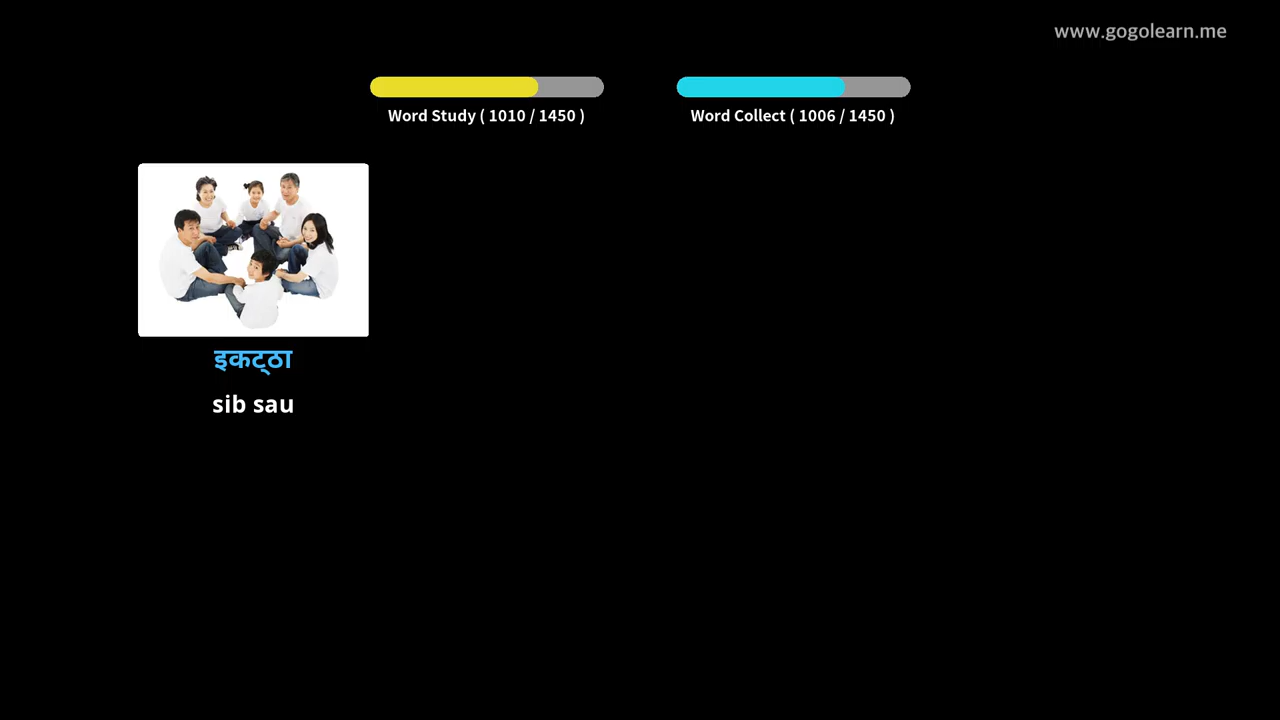 www.gogolearn.me
Word Study ( 1010 / 1450 )
Word Collect ( 1006 / 1450 )
इकट्ठा
sib sau